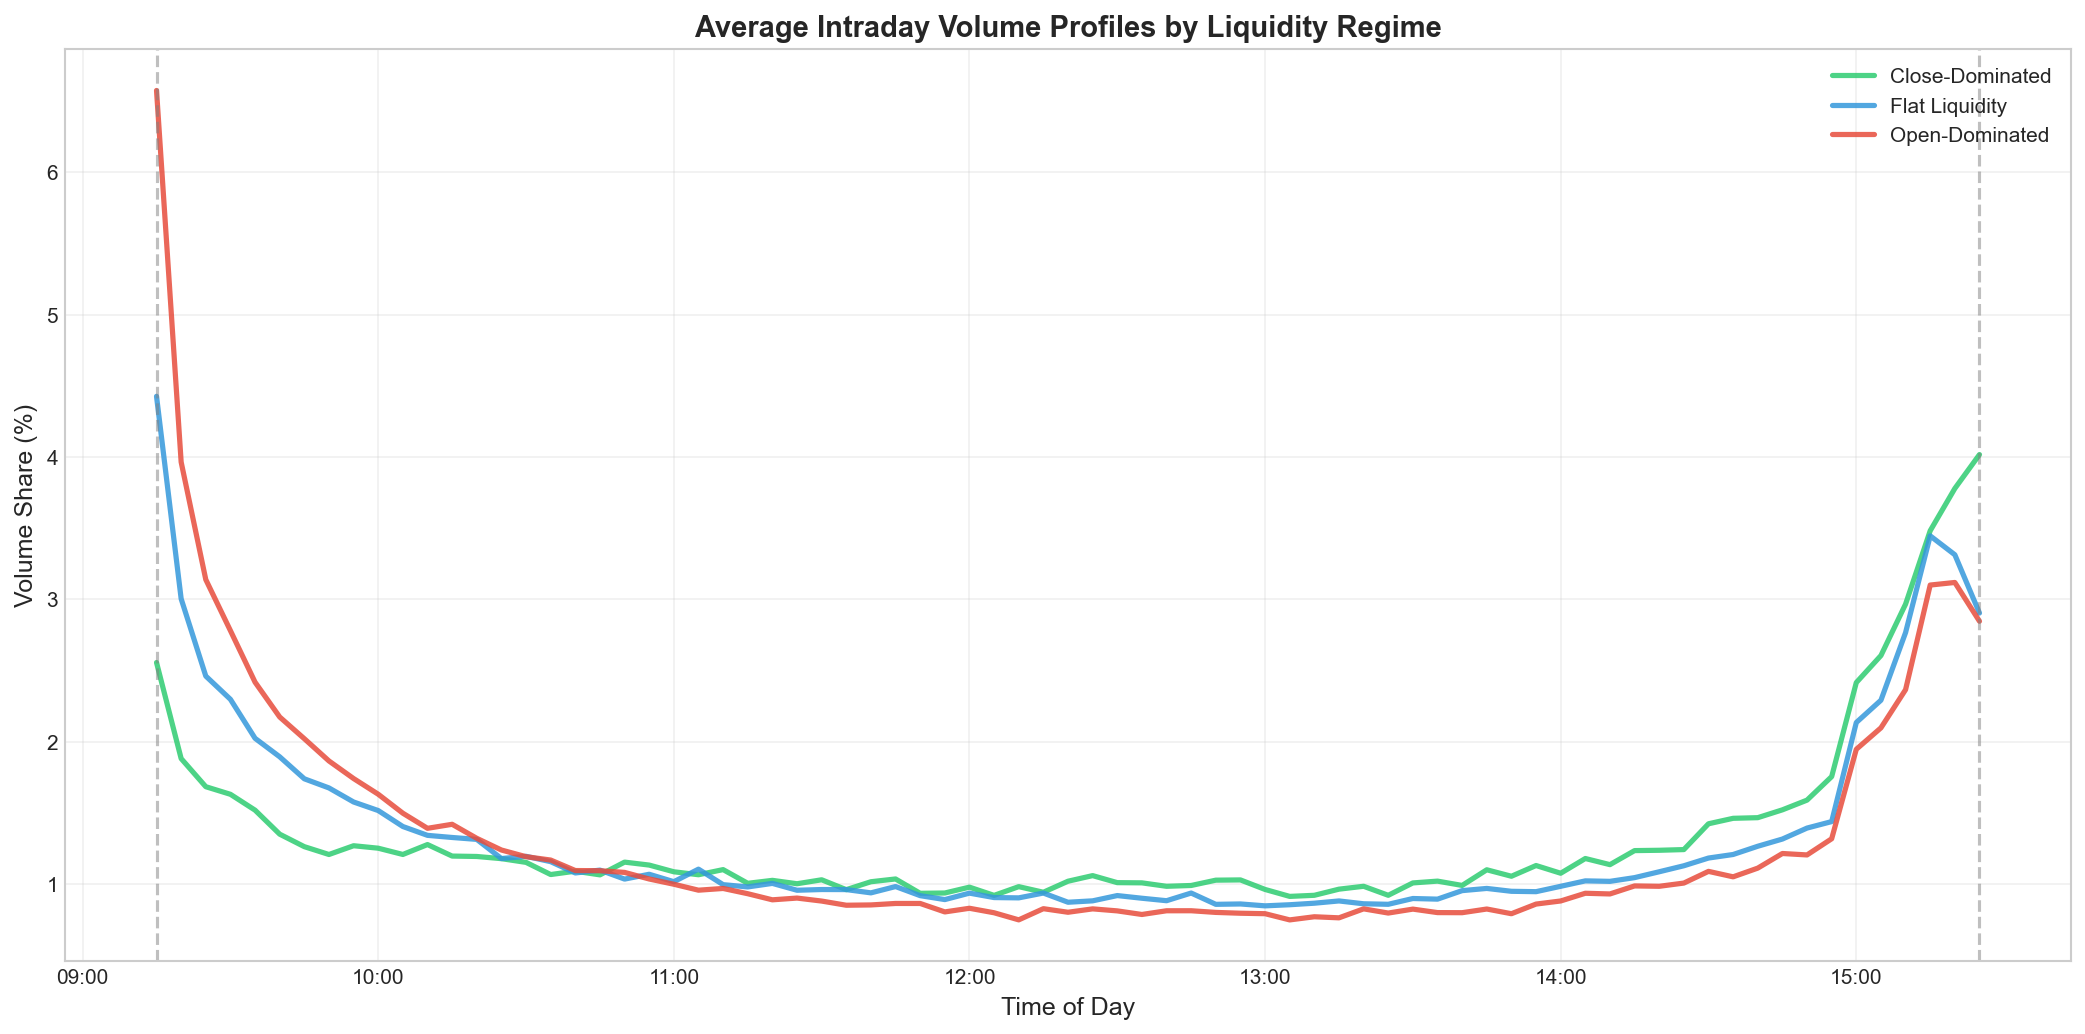 Average Intraday Volume Profiles by Liquidity Regime
Close-Dominated
Flat Liquidity
Open-Dominated
Volume Share (%)
6
5
4
3
2
1
09:00 10:00 11:00 12:00 13:00 14:00 15:00
Time of Day